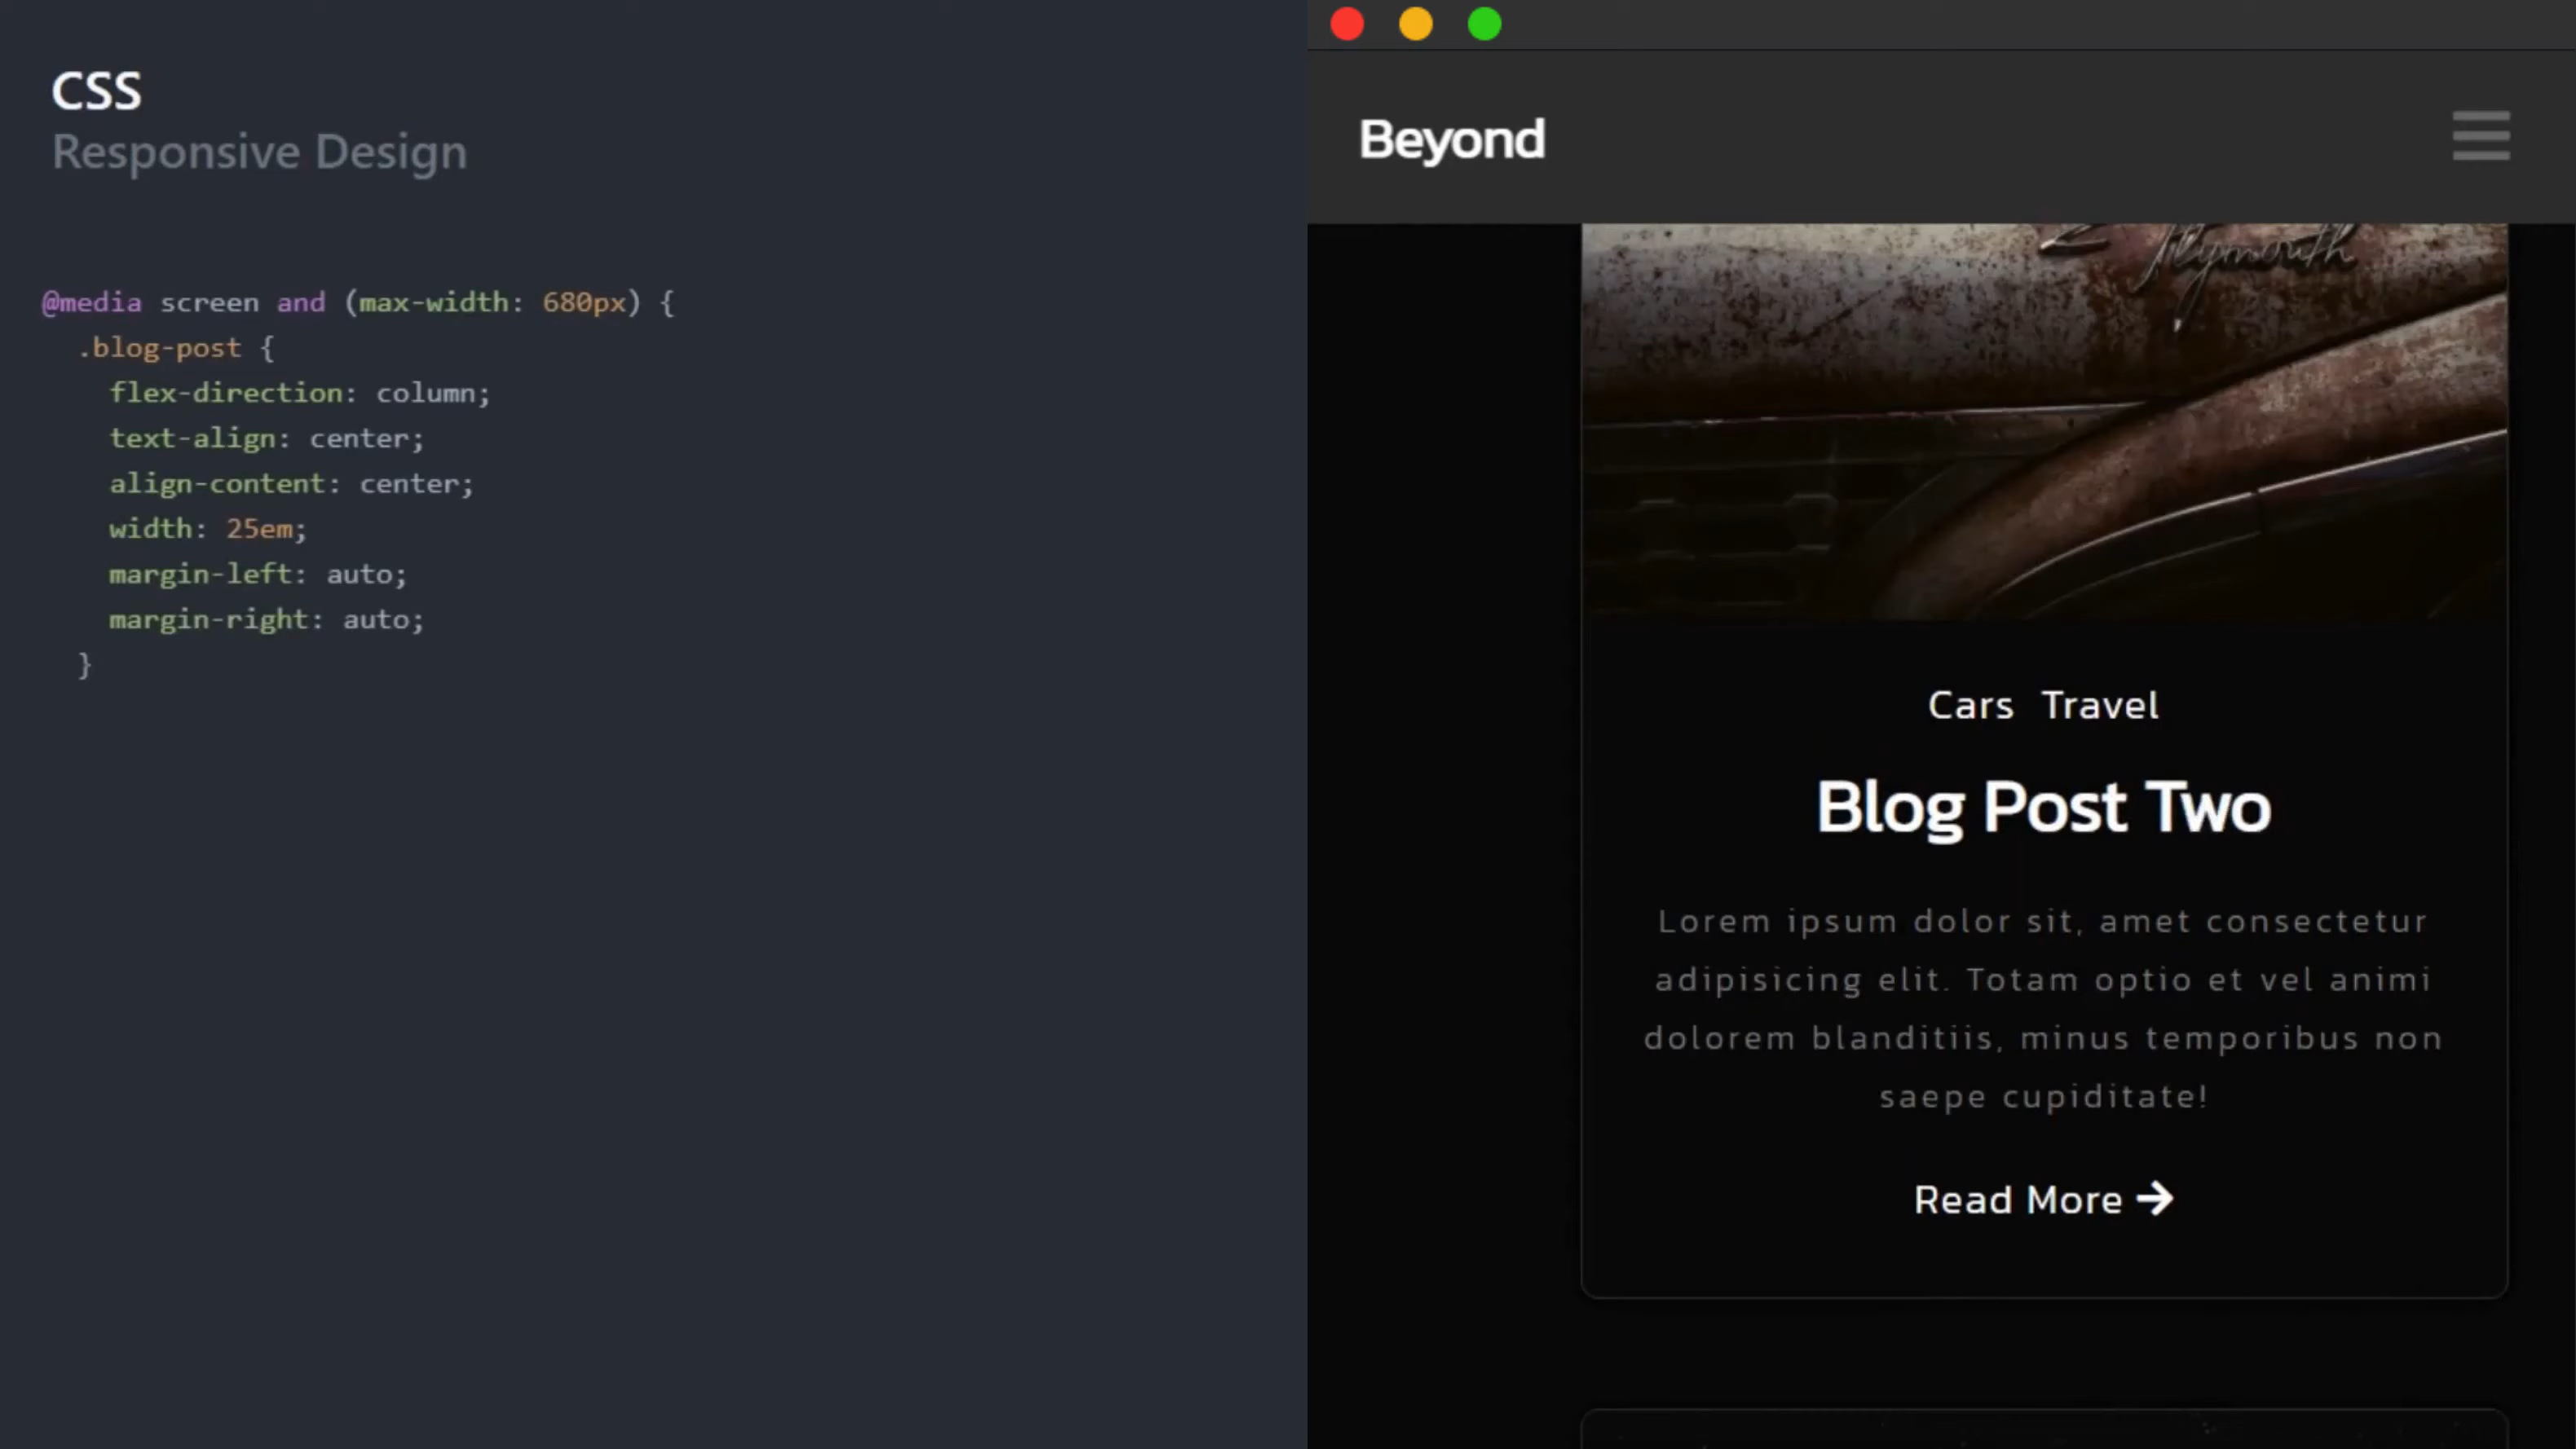 CSS
Responsive Design
@media screen and (max-width: 680px) {
.blog-post {
flex-direction: column;
text-align: center;
align-content: center;
width: 25em;
margin-left: auto;
margin-right: auto;
}
Beyond
Plymouth
Cars Travel
Blog Post Two
Lorem ipsum dolor sit, amet consectetur
adipisicing elit. Totam optio et vel animi
dolorem blanditiis, minus temporibus non
saepe cupiditate!
Read More